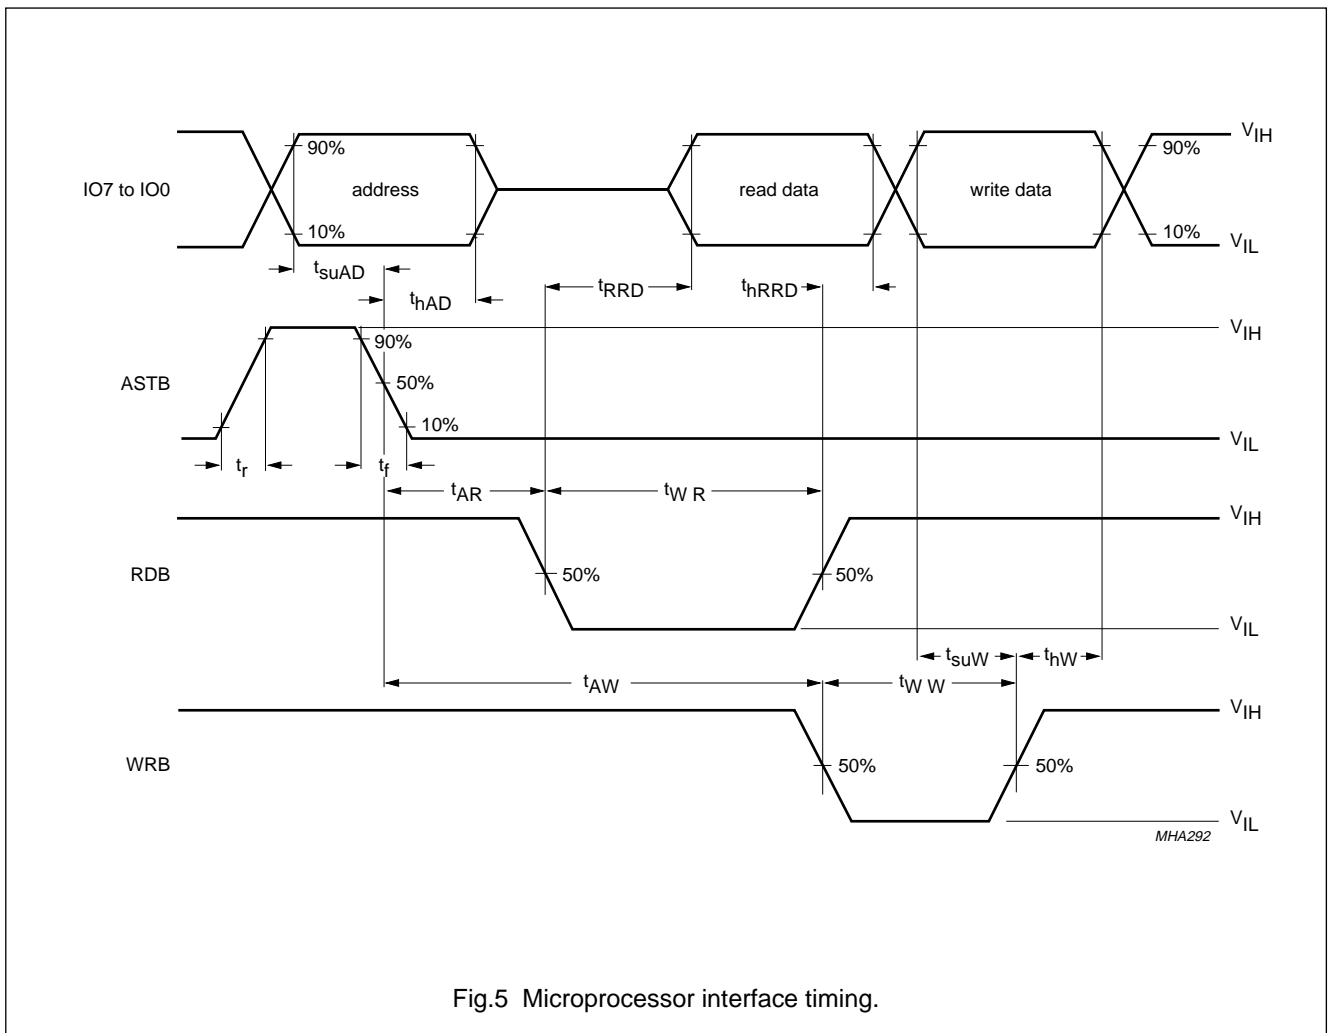 VIH
90%
90%
IO7 to IO0
address
read data
write data
10%
10%
VIL
tsuAD
thAD
tRRD
thRRD
VIH
90%
ASTB
50%
10%
VIL
tr
tf
tAR
tW R
VIH
RDB
50%
50%
VIL
tsuW
thW
tAW
tW W
VIH
WRB
50%
50%
VIL
MHA292
Fig.5 Microprocessor interface timing.